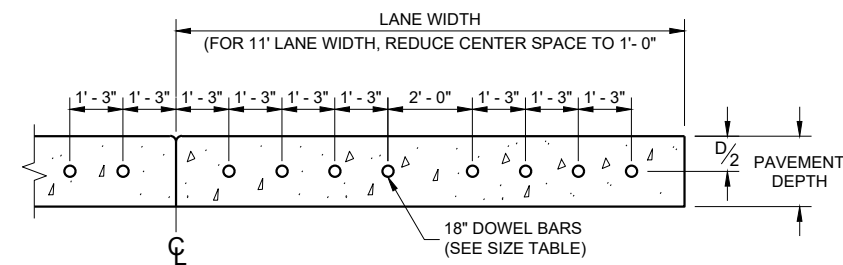 LANE WIDTH
(FOR 11' LANE WIDTH, REDUCE CENTER SPACE TO 1'- 0"
1' - 3" 1' - 3" 1' - 3" 1' - 3" 1' - 3" 1' - 3" 2' - 0" 1' - 3" 1' - 3" 1' - 3"
D/2
PAVEMENT
DEPTH
18" DOWEL BARS
(SEE SIZE TABLE)
℄